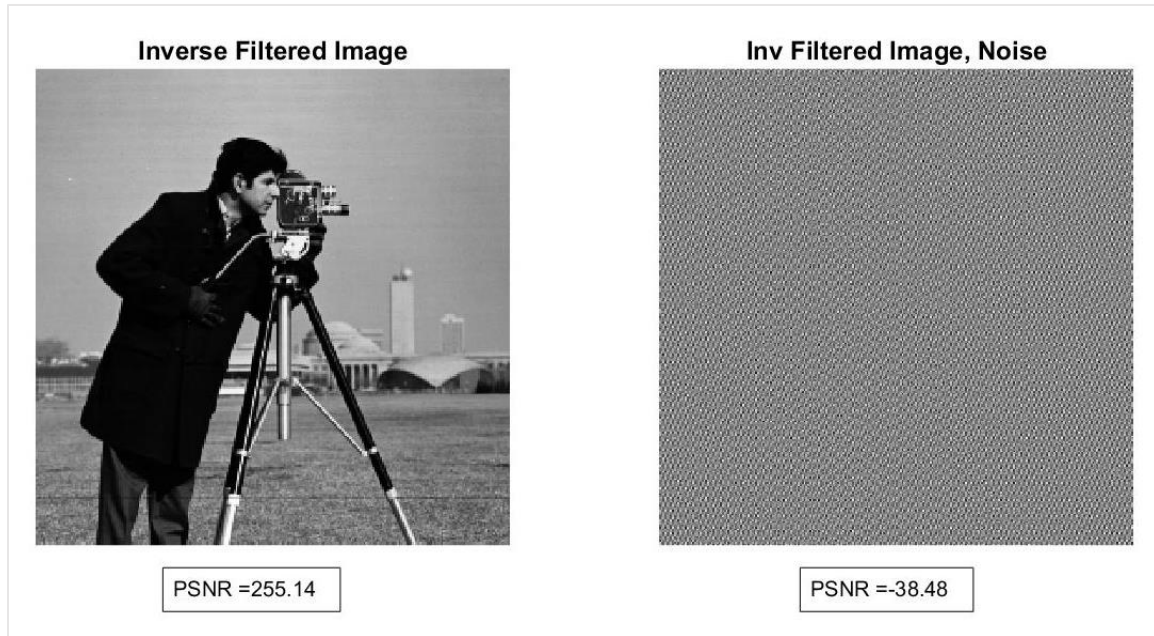 Inverse Filtered Image
Inv Filtered Image, Noise
PSNR =255.14
PSNR =-38.48